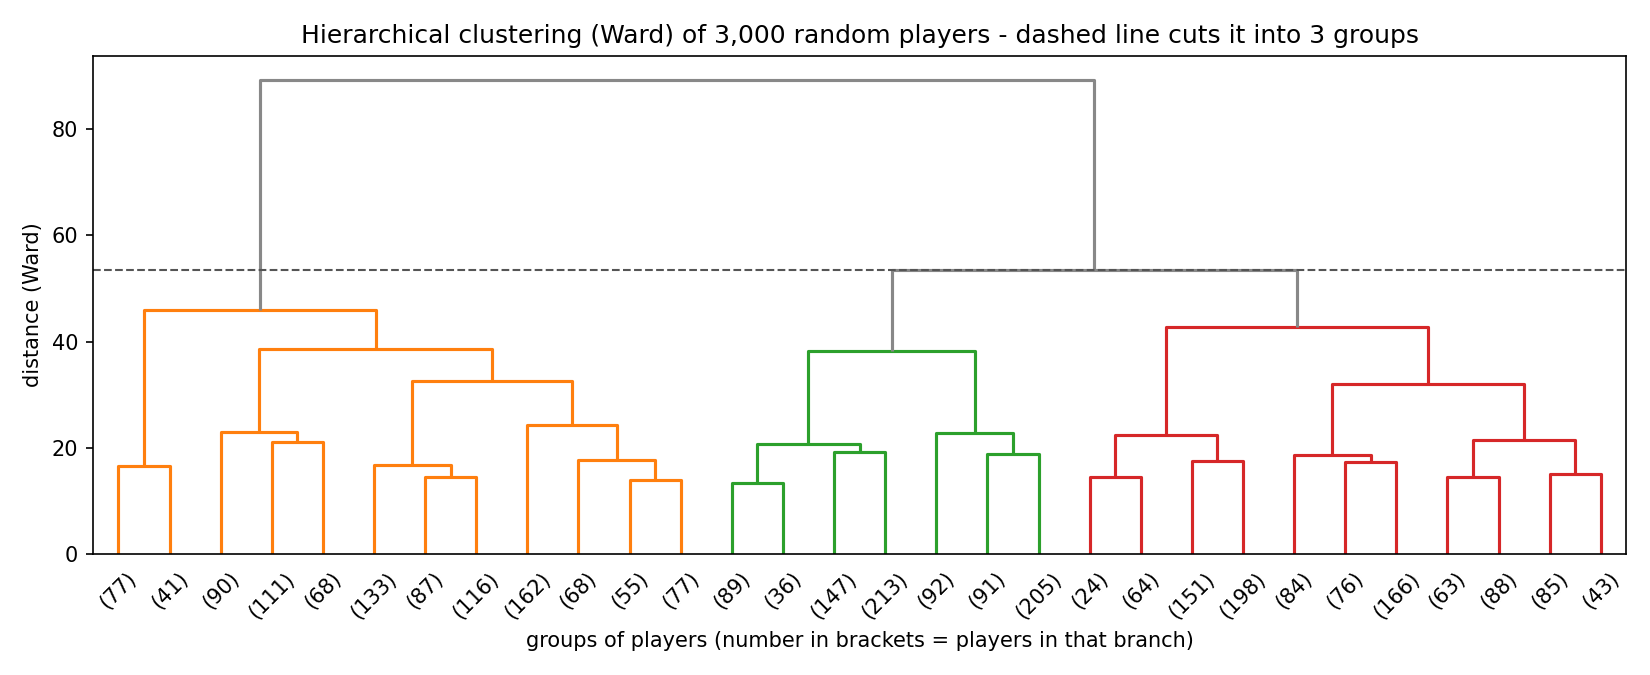 Hierarchical clustering (Ward) of 3,000 random players - dashed line cuts it into 3 groups
distance (Ward)
80
60
40
20
0
(77) (41) (90) (111) (68) (133) (87) (116) (162) (68) (55) (77) (89) (36) (147) (213) (92) (91) (205) (24) (64) (151) (198) (84) (76) (166) (63) (88) (85) (43)
groups of players (number in brackets = players in that branch)